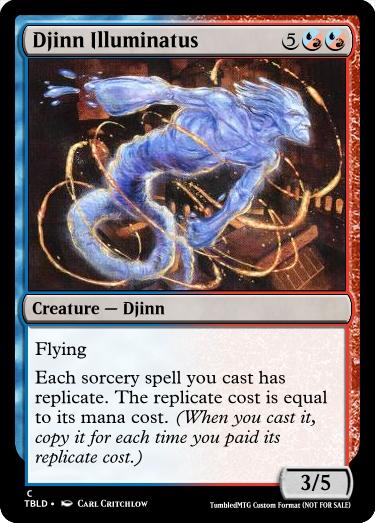 Djinn Illuminatus 5
Creature — Djinn
Flying
Each sorcery spell you cast has
replicate. The replicate cost is equal
to its mana cost. (When you cast it,
copy it for each time you paid its
replicate cost.)
3/5
C
TBLD • Carl Critchlow
TumbledMTG Custom Format (NOT FOR SALE)